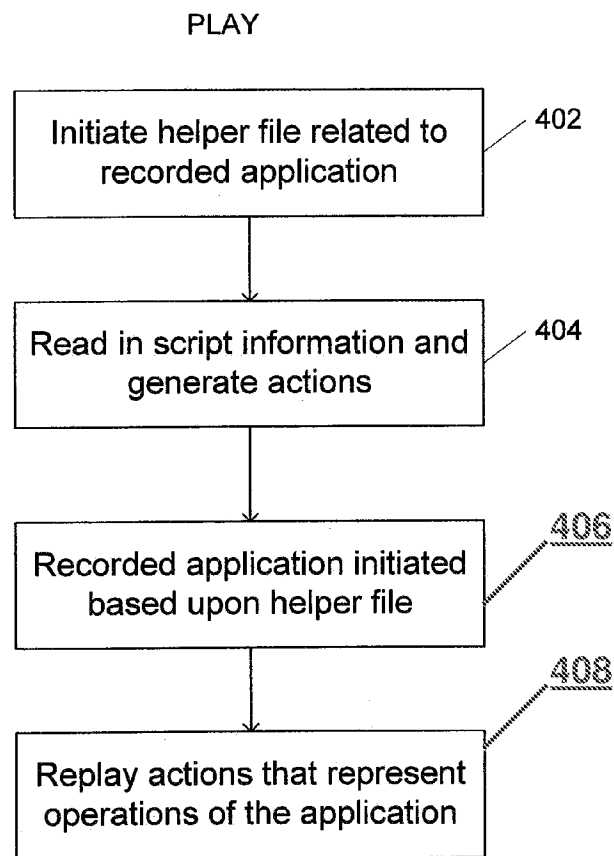 PLAY
Initiate helper file related to
recorded application
402
Read in script information and
generate actions
404
Recorded application initiated
based upon helper file
406
Replay actions that represent
operations of the application
408